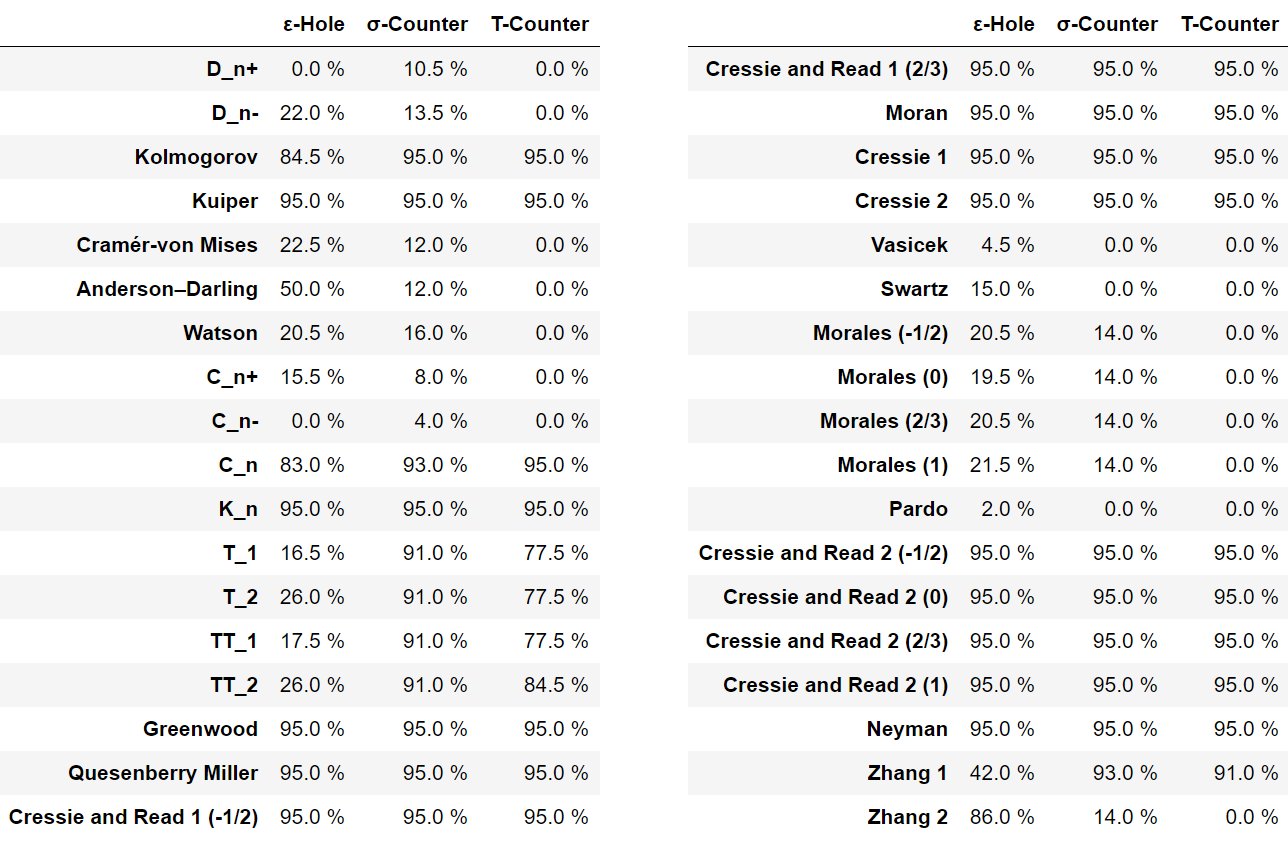 ε-Hole σ-Counter T-Counter
D_n+ 0.0 % 10.5 % 0.0 %
D_n- 22.0 % 13.5 % 0.0 %
Kolmogorov 84.5 % 95.0 % 95.0 %
Kuiper 95.0 % 95.0 % 95.0 %
Cramér-von Mises 22.5 % 12.0 % 0.0 %
Anderson–Darling 50.0 % 12.0 % 0.0 %
Watson 20.5 % 16.0 % 0.0 %
C_n+ 15.5 % 8.0 % 0.0 %
C_n- 0.0 % 4.0 % 0.0 %
C_n 83.0 % 93.0 % 95.0 %
K_n 95.0 % 95.0 % 95.0 %
T_1 16.5 % 91.0 % 77.5 %
T_2 26.0 % 91.0 % 77.5 %
TT_1 17.5 % 91.0 % 77.5 %
TT_2 26.0 % 91.0 % 84.5 %
Greenwood 95.0 % 95.0 % 95.0 %
Quesenberry Miller 95.0 % 95.0 % 95.0 %
Cressie and Read 1 (-1/2) 95.0 % 95.0 % 95.0 %
ε-Hole σ-Counter T-Counter
Cressie and Read 1 (2/3) 95.0 % 95.0 % 95.0 %
Moran 95.0 % 95.0 % 95.0 %
Cressie 1 95.0 % 95.0 % 95.0 %
Cressie 2 95.0 % 95.0 % 95.0 %
Vasicek 4.5 % 0.0 % 0.0 %
Swartz 15.0 % 0.0 % 0.0 %
Morales (-1/2) 20.5 % 14.0 % 0.0 %
Morales (0) 19.5 % 14.0 % 0.0 %
Morales (2/3) 20.5 % 14.0 % 0.0 %
Morales (1) 21.5 % 14.0 % 0.0 %
Pardo 2.0 % 0.0 % 0.0 %
Cressie and Read 2 (-1/2) 95.0 % 95.0 % 95.0 %
Cressie and Read 2 (0) 95.0 % 95.0 % 95.0 %
Cressie and Read 2 (2/3) 95.0 % 95.0 % 95.0 %
Cressie and Read 2 (1) 95.0 % 95.0 % 95.0 %
Neyman 95.0 % 95.0 % 95.0 %
Zhang 1 42.0 % 93.0 % 91.0 %
Zhang 2 86.0 % 14.0 % 0.0 %